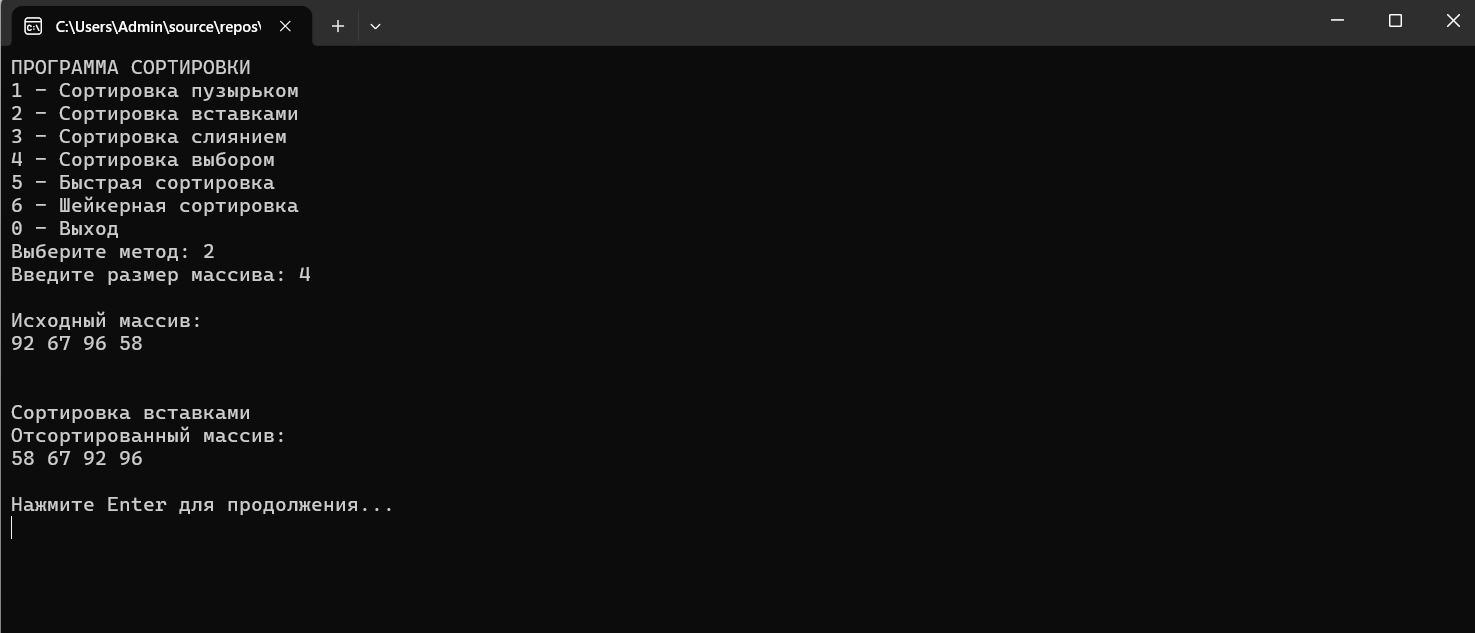 C:\Users\Admin\source\repos\
ПРОГРАММА СОРТИРОВКИ
1 - Сортировка пузырьком
2 - Сортировка вставками
3 - Сортировка слиянием
4 - Сортировка выбором
5 - Быстрая сортировка
6 - Шейкерная сортировка
0 - Выход
Выберите метод: 2
Введите размер массива: 4
Исходный массив:
92 67 96 58
Сортировка вставками
Отсортированный массив:
58 67 92 96
Нажмите Enter для продолжения...